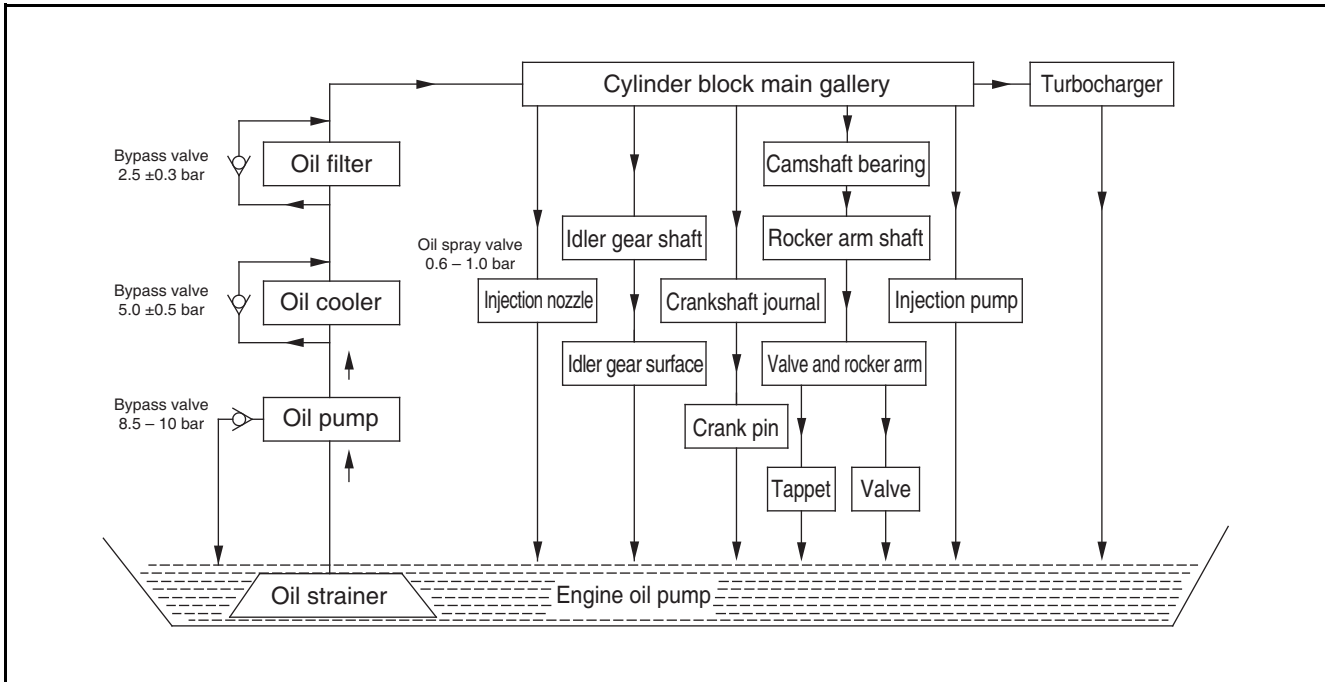 Cylinder block main gallery
Turbocharger
Bypass valve
2.5 ±0.3 bar
Oil filter
Camshaft bearing
Oil spray valve
0.6 – 1.0 bar
Idler gear shaft
Rocker arm shaft
Bypass valve
5.0 ±0.5 bar
Oil cooler
Injection nozzle
Crankshaft journal
Injection pump
Idler gear surface
Valve and rocker arm
Bypass valve
8.5 – 10 bar
Oil pump
Crank pin
Tappet
Valve
Oil strainer
Engine oil pump